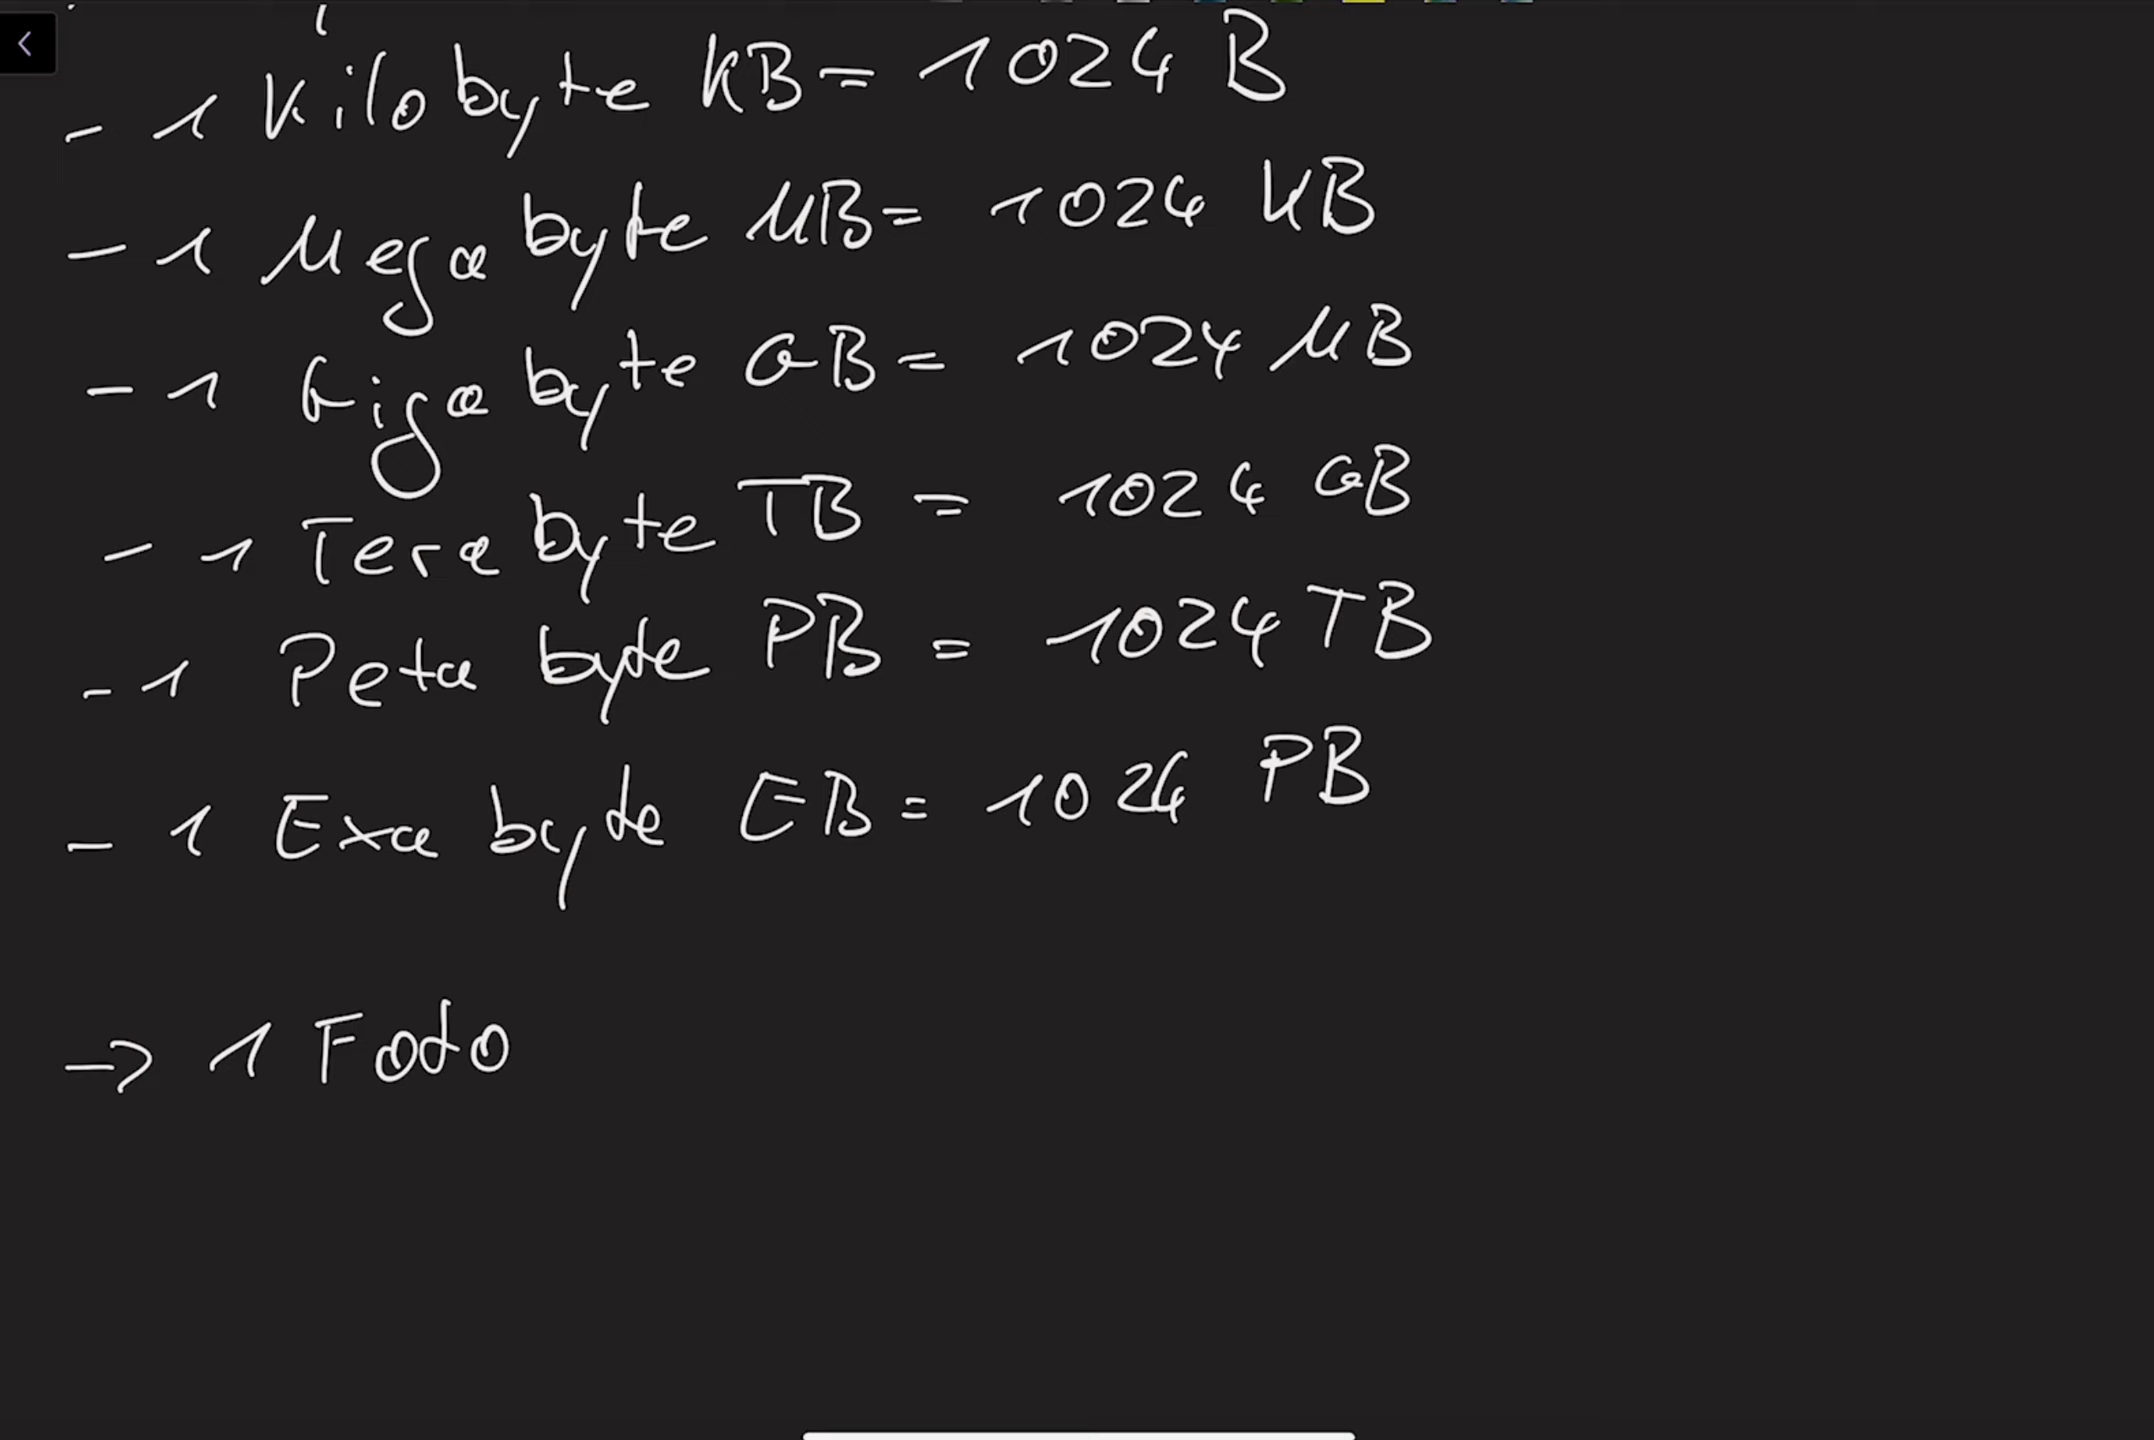 - 1 Kilobyte KB = 1024 B
- 1 Megabyte MB = 1024 KB
- 1 Gigabyte GB = 1024 MB
- 1 Terabyte TB = 1024 GB
- 1 Petabyte PB = 1024 TB
- 1 Exabyte EB = 1024 PB
-> 1 Foto